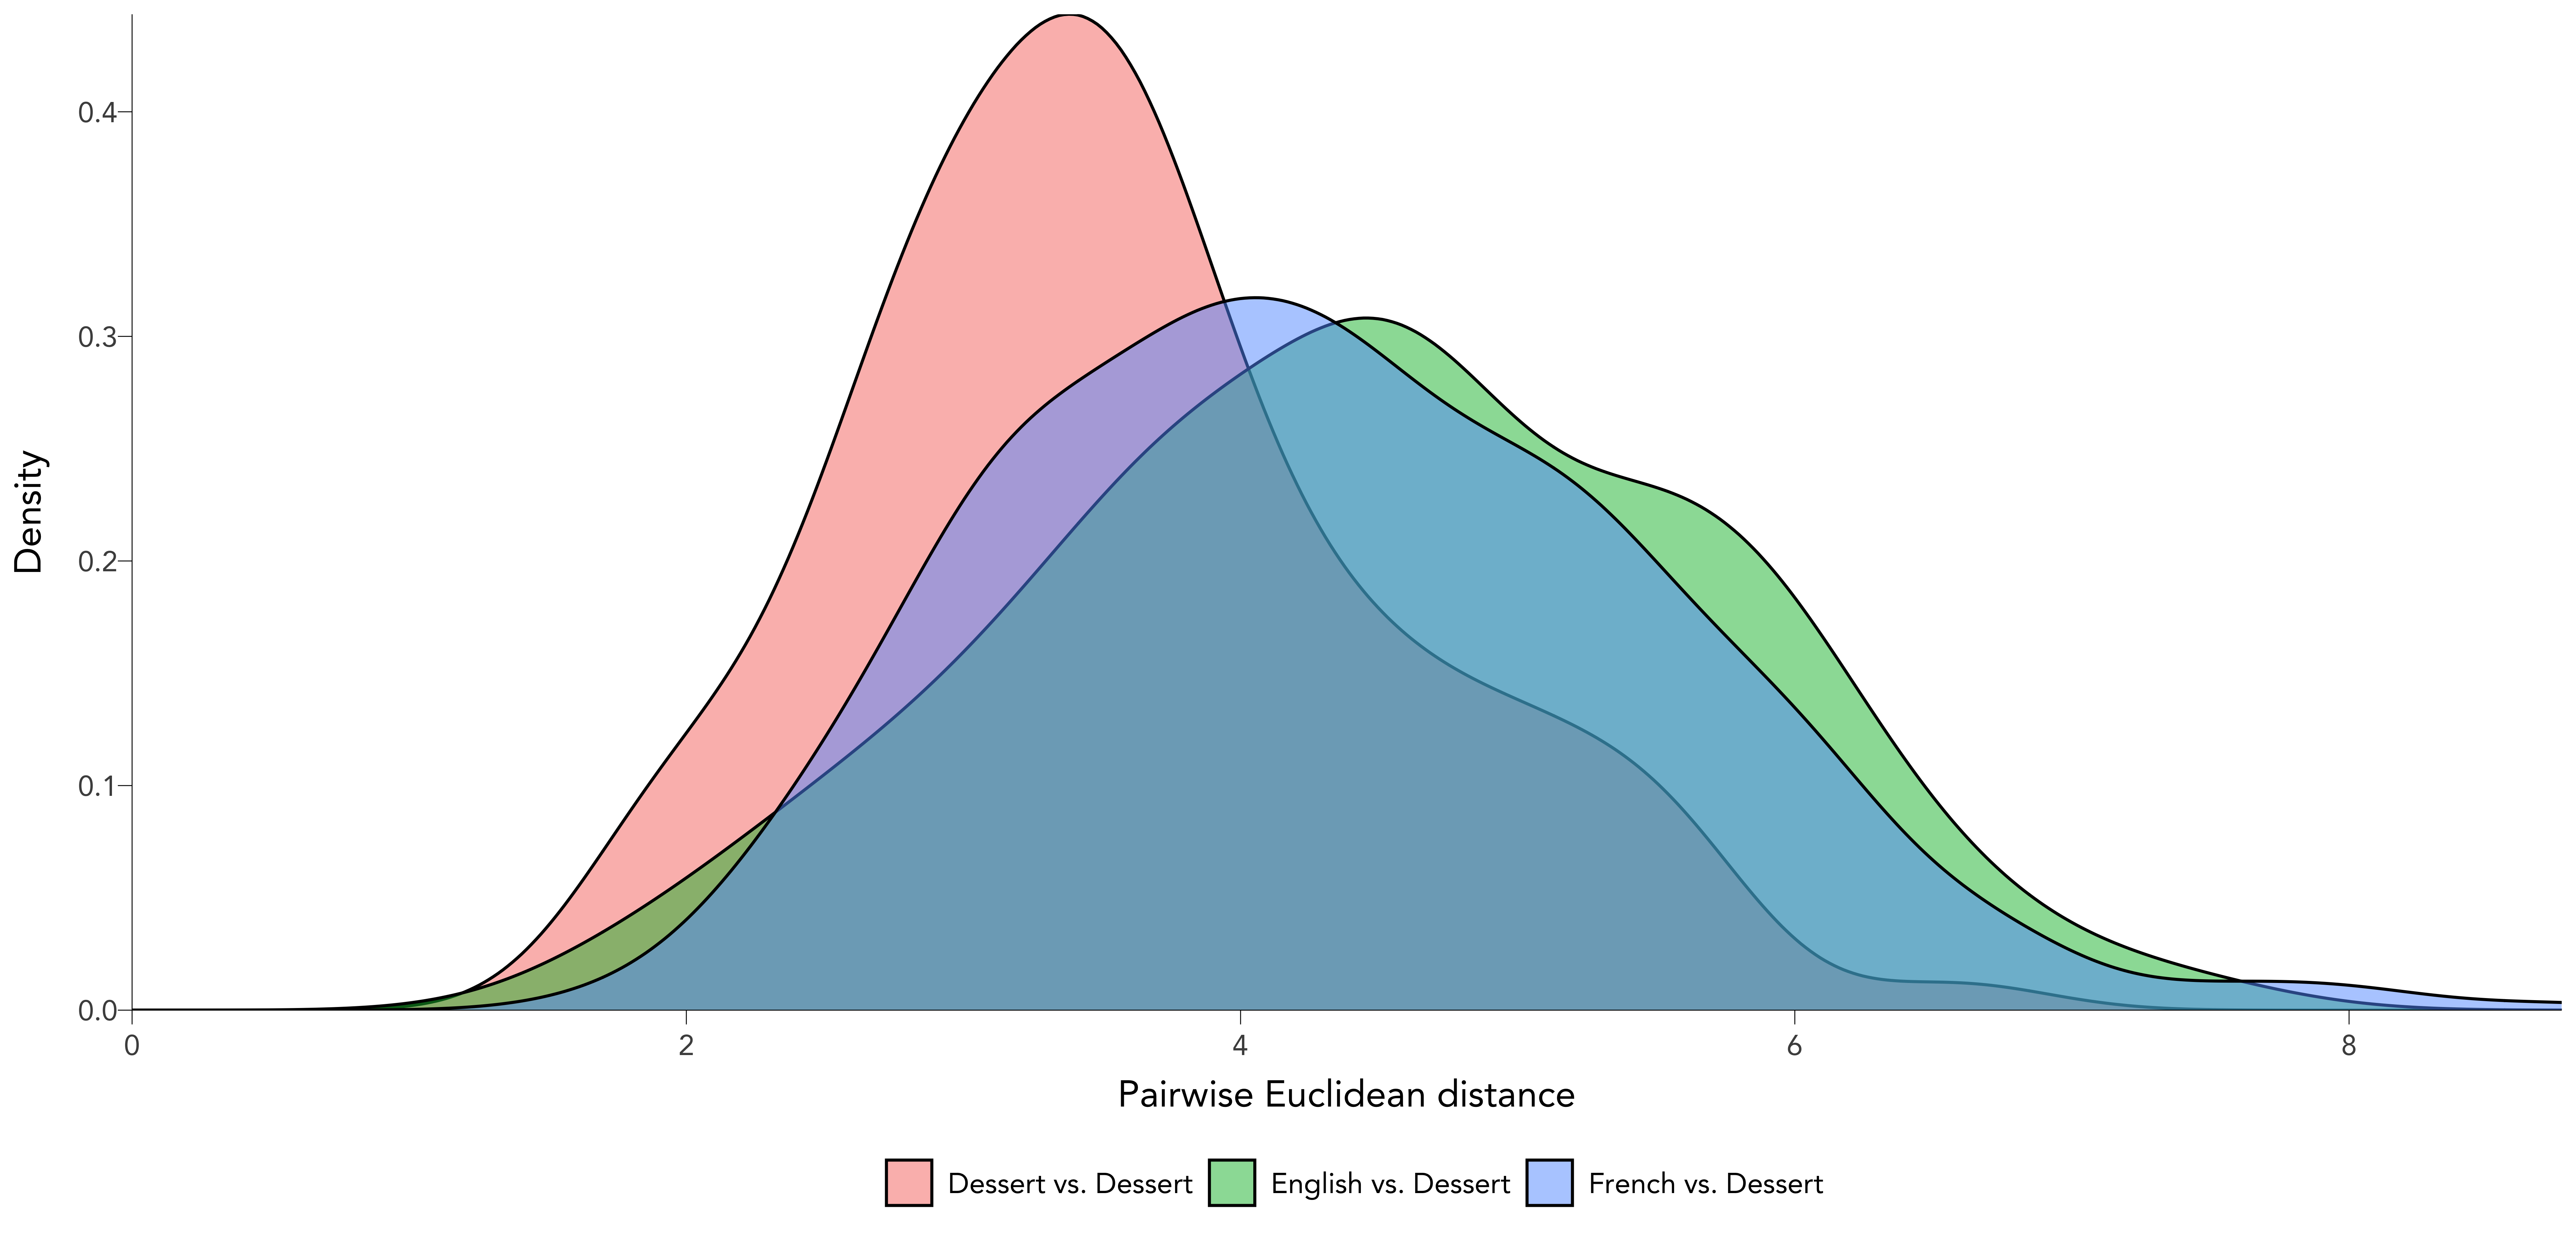 Density
0.4
0.3
0.2
0.1
0.0
0 2 4 6 8
Pairwise Euclidean distance
Dessert vs. Dessert English vs. Dessert French vs. Dessert